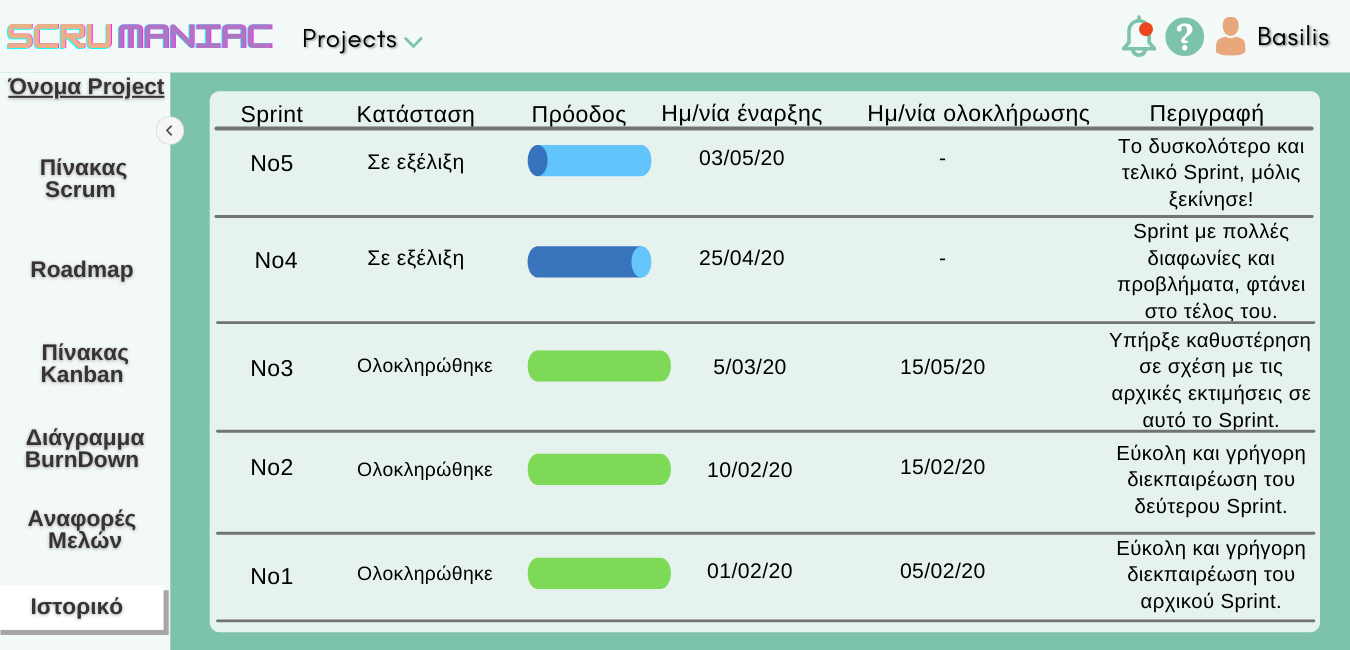 SCRUMANIAC
Projects
?
Basilis
Όνομα Project
Πίνακας
Scrum
Roadmap
Πίνακας
Kanban
Διάγραμμα
BurnDown
Αναφορές
Μελών
Ιστορικό
Sprint Κατάσταση Πρόοδος Ημ/νία έναρξης Ημ/νία ολοκλήρωσης Περιγραφή
No5 Σε εξέλιξη 03/05/20 -
Το δυσκολότερο και
τελικό Sprint, μόλις
ξεκίνησε!
No4 Σε εξέλιξη 25/04/20 -
Sprint με πολλές
διαφωνίες και
προβλήματα, φτάνει
στο τέλος του.
No3 Ολοκληρώθηκε 5/03/20 15/05/20
Υπήρξε καθυστέρηση
σε σχέση με τις
αρχικές εκτιμήσεις σε
αυτό το Sprint.
No2 Ολοκληρώθηκε 10/02/20 15/02/20
Εύκολη και γρήγορη
διεκπαιρέωση του
δεύτερου Sprint.
No1 Ολοκληρώθηκε 01/02/20 05/02/20
Εύκολη και γρήγορη
διεκπαιρέωση του
αρχικού Sprint.